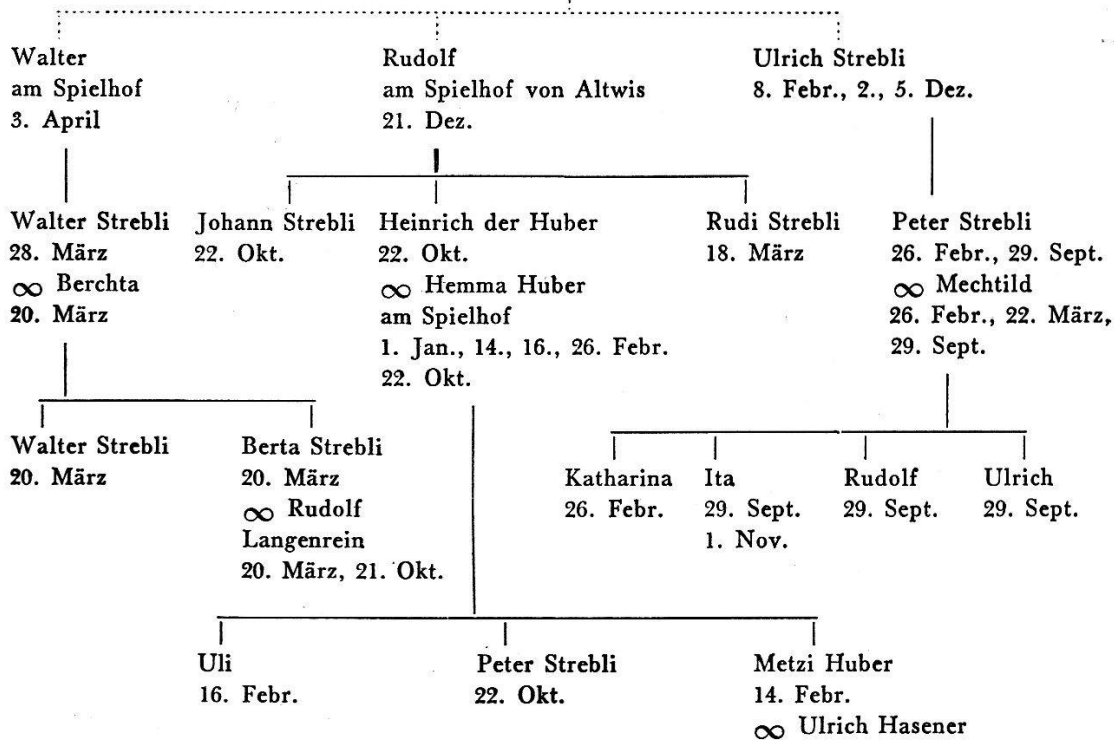 Walter
am Spielhof
3. April
Rudolf
am Spielhof von Altwis
21. Dez.
Ulrich Strebli
8. Febr., 2., 5. Dez.
Walter Strebli
28. März
∞ Berchta
20. März
Johann Strebli
22. Okt.
Heinrich der Huber
22. Okt.
∞ Hemma Huber
am Spielhof
1. Jan., 14., 16., 26. Febr.
22. Okt.
Rudi Strebli
18. März
Peter Strebli
26. Febr., 29. Sept.
∞ Mechtild
26. Febr., 22. März,
29. Sept.
Walter Strebli
20. März
Berta Strebli
20. März
∞ Rudolf
Langenrein
20. März, 21. Okt.
Katharina
26. Febr.
Ita
29. Sept.
1. Nov.
Rudolf
29. Sept.
Ulrich
29. Sept.
Uli
16. Febr.
Peter Strebli
22. Okt.
Metzi Huber
14. Febr.
∞ Ulrich Hasener